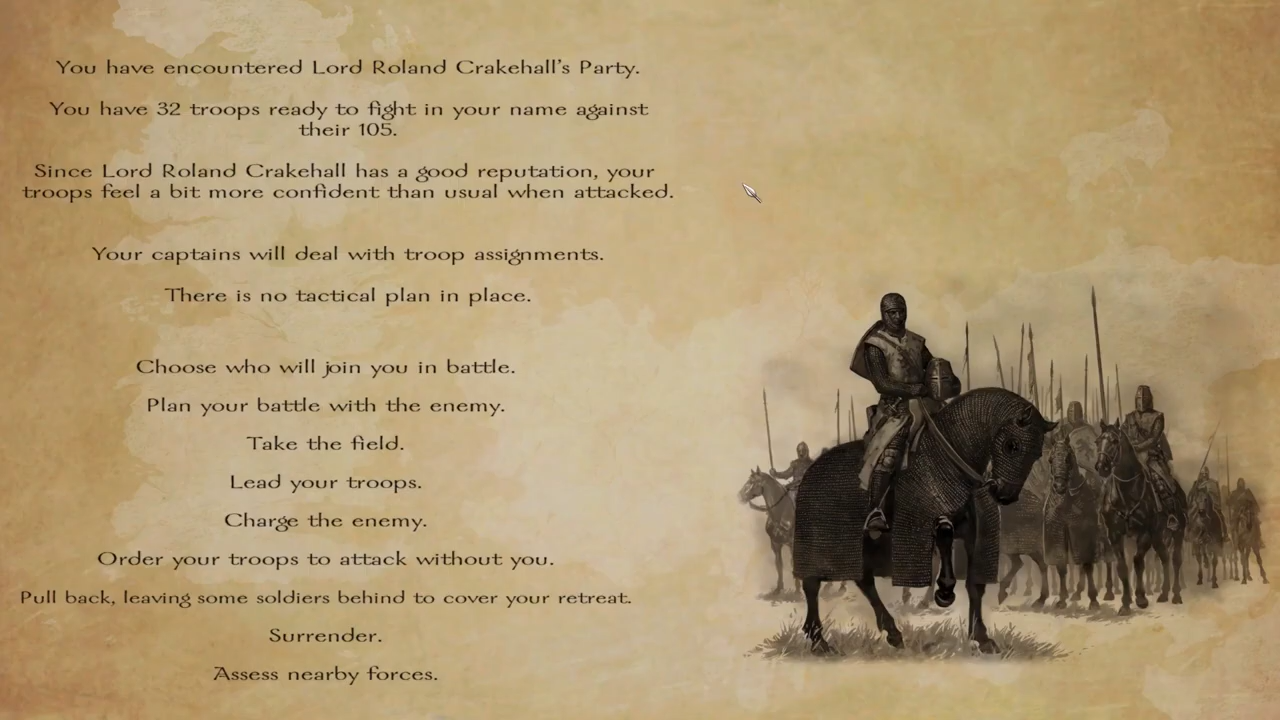 You have encountered Lord Roland Crakehall's Party.
You have 32 troops ready to fight in your name against
their 105.
Since Lord Roland Crakehall has a good reputation, your
troops feel a bit more confident than usual when attacked.
Your captains will deal with troop assignments.
There is no tactical plan in place.
Choose who will join you in battle.
Plan your battle with the enemy.
Take the field.
Lead your troops.
Charge the enemy.
Order your troops to attack without you.
Pull back, leaving some soldiers behind to cover your retreat.
Surrender.
Assess nearby forces.